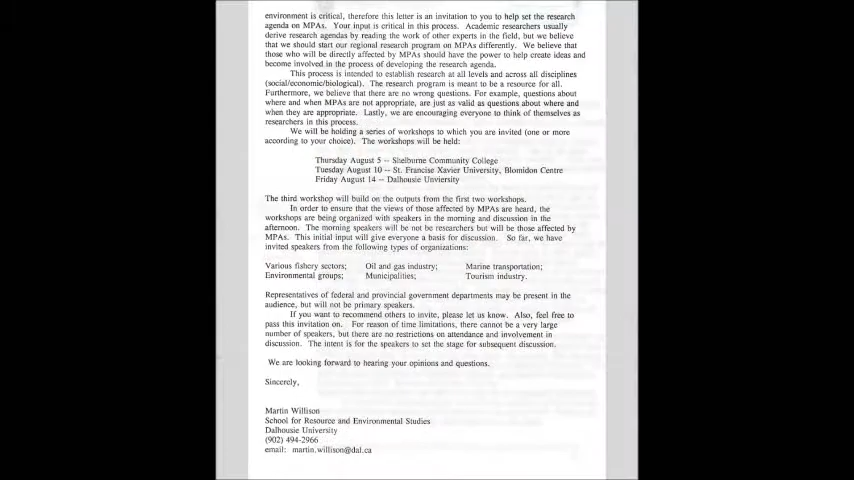 environment is critical, therefore this letter is an invitation to you to help set the research
agenda on MPAs. Your input is critical in this process. Academic researchers usually
derive research agendas by reading the work of other experts in the field, but we believe
that we should start our regional research program on MPAs differently. We believe that
those who will be directly affected by MPAs should have the power to help create ideas and
become involved in the process of developing the research agenda.
This process is intended to establish research at all levels and across all disciplines
(social/economic/biological). The research program is meant to be a resource for all.
Furthermore, we believe that there are no wrong questions. For example, questions about
where and when MPAs are not appropriate, are just as valid as questions about where and
when they are appropriate. Lastly, we are encouraging everyone to think of themselves as
researchers in this process.
We will be holding a series of workshops to which you are invited (one or more
according to your choice). The workshops will be held:
Thursday August 5 -- Shelburne Community College
Tuesday August 10 -- St. Francise Xavier University, Blomidon Centre
Friday August 14 -- Dalhousie Unviersity
The third workshop will build on the outputs from the first two workshops.
In order to ensure that the views of those affected by MPAs are heard, the
workshops are being organized with speakers in the morning and discussion in the
afternoon. The morning speakers will be not be researchers but will be those affected by
MPAs. This initial input will give everyone a basis for discussion. So far, we have
invited speakers from the following types of organizations:
Various fishery sectors; Oil and gas industry; Marine transportation;
Environmental groups; Municipalities; Tourism industry.
Representatives of federal and provincial government departments may be present in the
audience, but will not be primary speakers.
If you want to recommend others to invite, please let us know. Also, feel free to
pass this invitation on. For reason of time limitations, there cannot be a very large
number of speakers, but there are no restrictions on attendance and involvement in
discussion. The intent is for the speakers to set the stage for subsequent discussion.
We are looking forward to hearing your opinions and questions.
Sincerely,
Martin Willison
School for Resource and Environmental Studies
Dalhousie University
(902) 494-2966
email: martin.willison@dal.ca